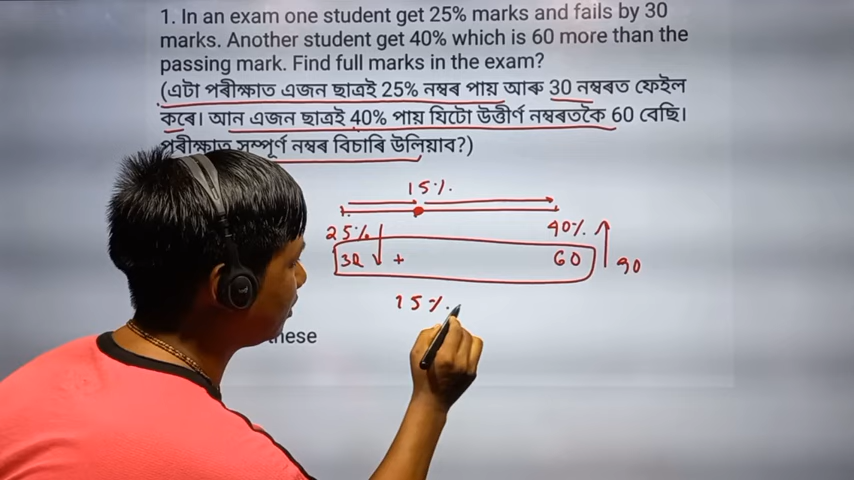 1. In an exam one student get 25% marks and fails by 30
marks. Another student get 40% which is 60 more than the
passing mark. Find full marks in the exam?
(এটা পৰীক্ষাত এজন ছাত্ৰই 25% নম্বৰ পায় আৰু 30 নম্বৰত ফেইল
কৰে। আন এজন ছাত্ৰই 40% পায় যিটো উত্তীৰ্ণ নম্বৰতকৈ 60 বেছি।
পৰীক্ষাত সম্পূৰ্ণ নম্বৰ বিচাৰি উলিয়াব?)
15%.
25% 40%.
30 + 60 90
15%.